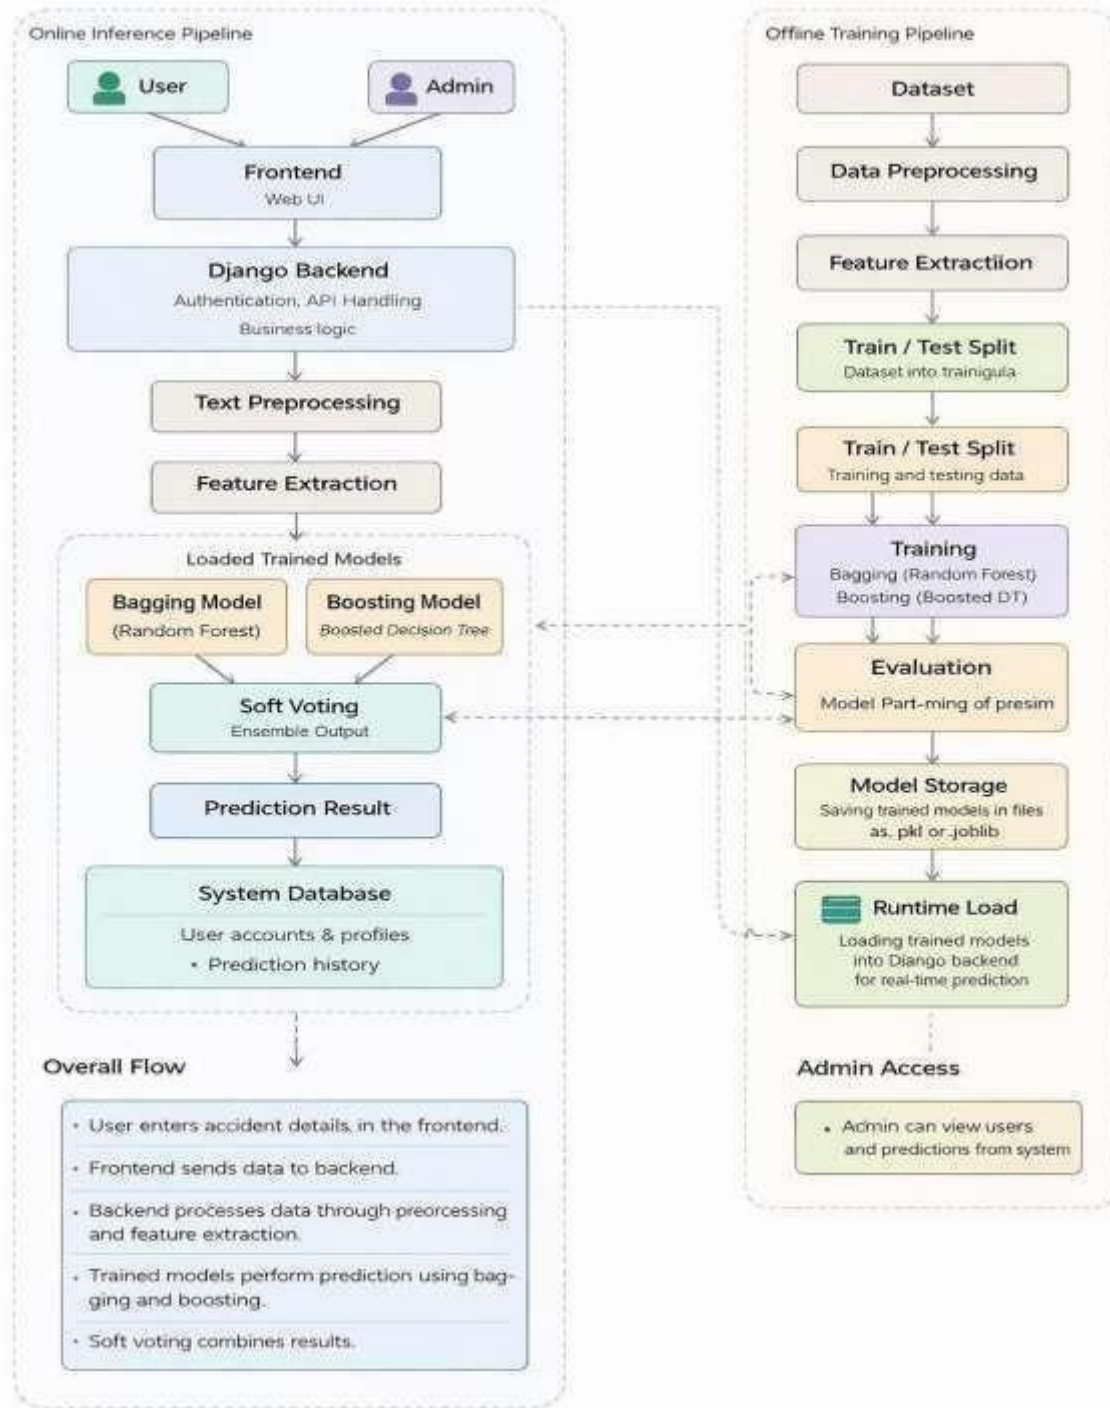 Online Inference Pipeline
User
Admin
Frontend
Web UI
Django Backend
Authentication, API Handling
Business logic
Text Preprocessing
Feature Extraction
Loaded Trained Models
Bagging Model
(Random Forest)
Boosting Model
Boosted Decision Tree
Soft Voting
Ensemble Output
Prediction Result
System Database
User accounts & profiles
• Prediction history
Overall Flow
• User enters accident details, in the frontend.
• Frontend sends data to backend.
• Backend processes data through preorcessing
and feature extraction.
• Trained models perform prediction using bag-
ging and boosting.
• Soft voting combines results.
Offline Training Pipeline
Dataset
Data Preprocessing
Feature Extractiion
Train / Test Split
Dataset into trainigula
Train / Test Split
Training and testing data
Training
Bagging (Random Forest)
Boosting (Boosted DT)
Evaluation
Model Part-ming of presim
Model Storage
Saving trained models in files
as. pkl or .joblib
Runtime Load
Loading trained models
into Django backend
for real-time prediction
Admin Access
• Admin can view users
and predictions from system